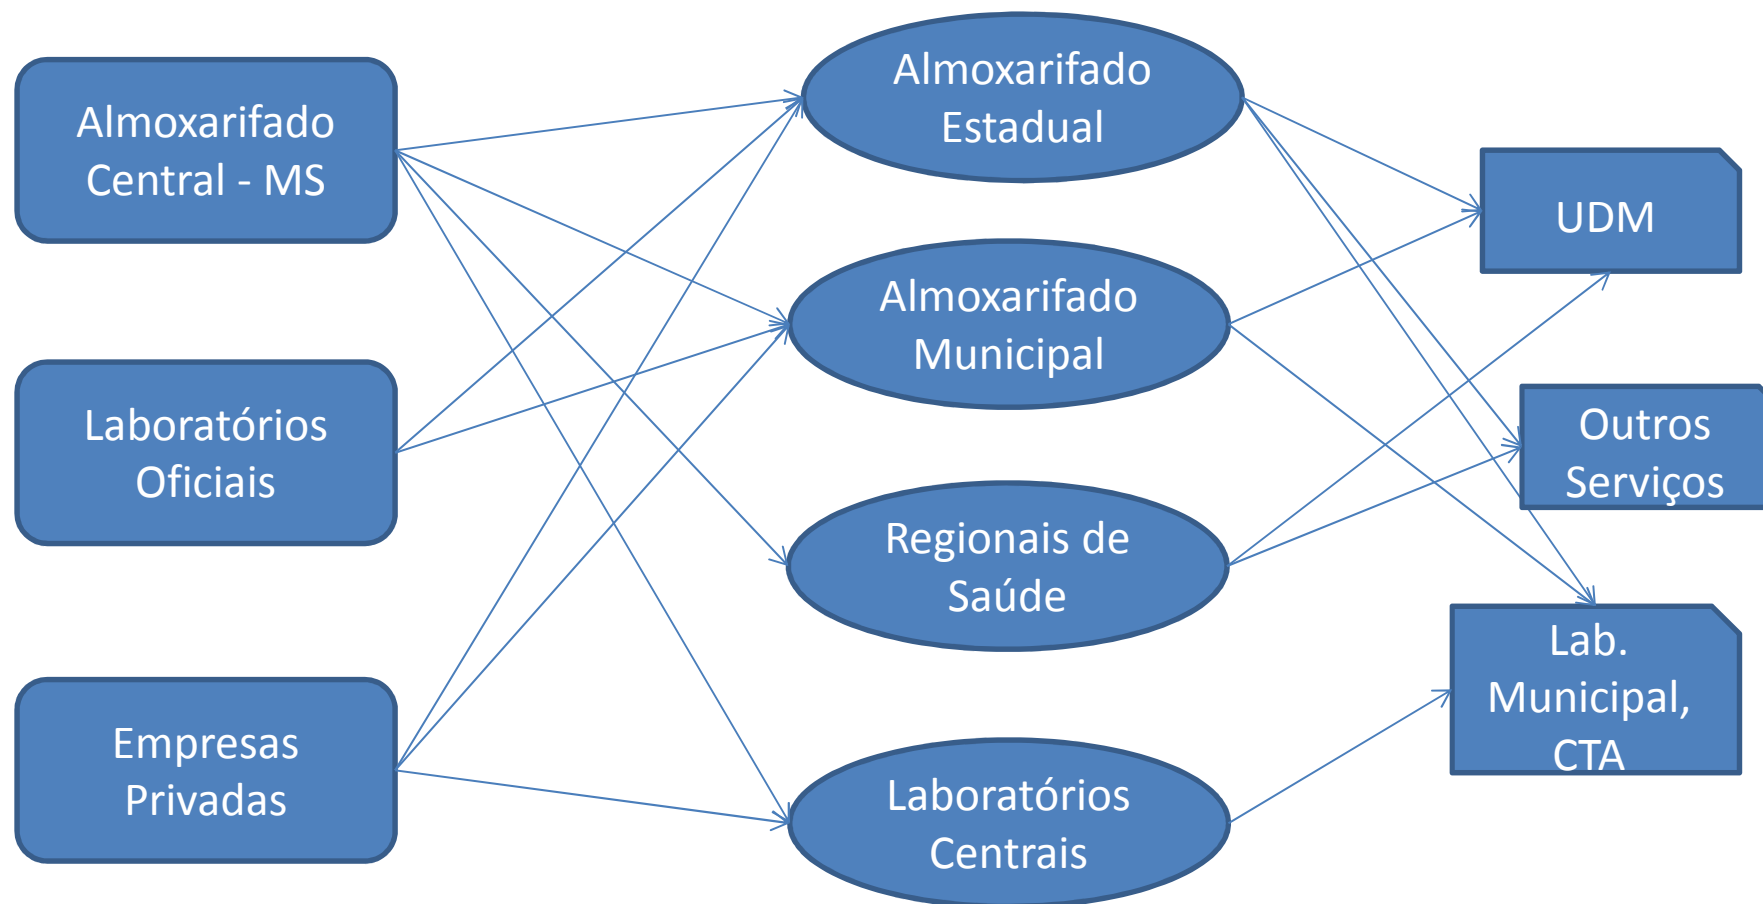 Almoxarifado
Central - MS
Laboratórios
Oficiais
Empresas
Privadas
Almoxarifado
Estadual
Almoxarifado
Municipal
Regionais de
Saúde
Laboratórios
Centrais
UDM
Outros
Serviços
Lab.
Municipal,
CTA